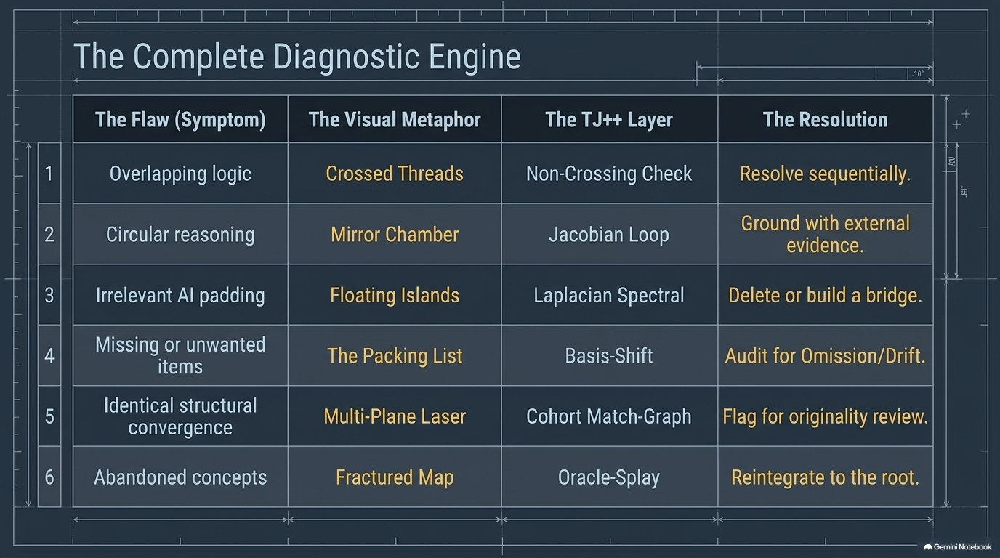 The Complete Diagnostic Engine
.16"
The Flaw (Symptom)
The Visual Metaphor
The TJ++ Layer
The Resolution
1
Overlapping logic
Crossed Threads
Non-Crossing Check
Resolve sequentially.
2
Circular reasoning
Mirror Chamber
Jacobian Loop
Ground with external
evidence.
3
Irrelevant AI padding
Floating Islands
Laplacian Spectral
Delete or build a bridge.
4
Missing or unwanted
items
The Packing List
Basis-Shift
Audit for Omission/Drift.
5
Identical structural
convergence
Multi-Plane Laser
Cohort Match-Graph
Flag for originality review.
6
Abandoned concepts
Fractured Map
Oracle-Splay
Reintegrate to the root.
Gemini Notebook